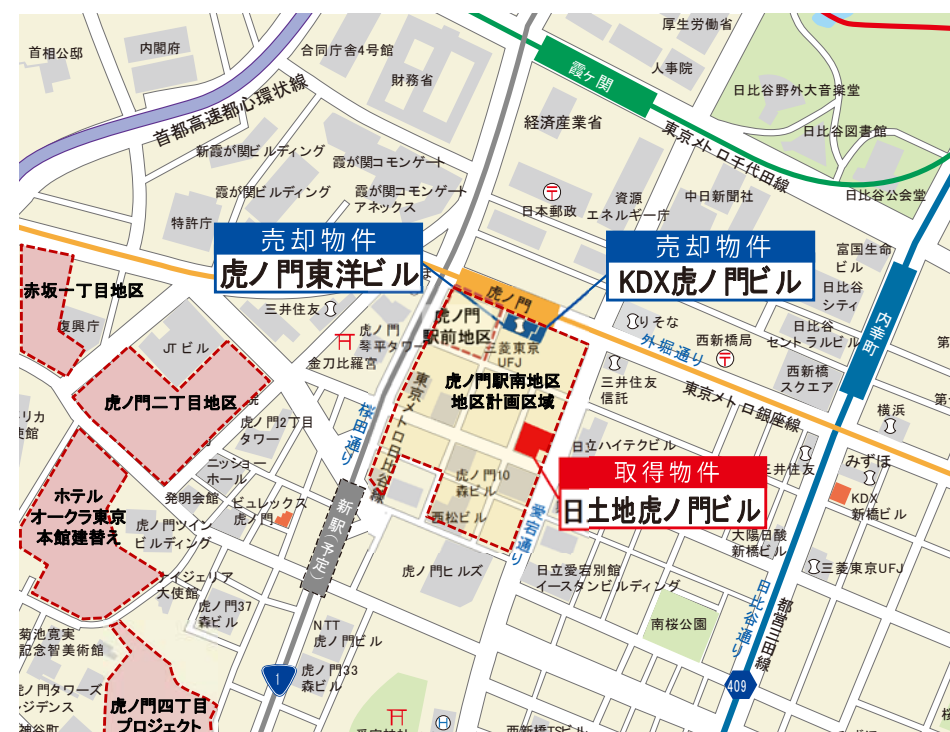 首相公邸
内閣府
合同庁舎4号館
財務省
厚生労働省
人事院
霞ヶ関
日比谷野外大音楽堂
日比谷図書館
日比谷公会堂
首都高速都心環状線
経済産業省
東京メトロ千代田線
新霞が関ビルディング
霞が関コモンゲート
霞が関ビルディング
霞が関コモンゲート
アネックス
特許庁
日本郵政
資源
エネルギー庁
中日新聞社
富国生命
ビル
日比谷
シティ
売却物件
虎ノ門東洋ビル
売却物件
KDX虎ノ門ビル
赤坂一丁目地区
復興庁
三井住友
虎ノ門
虎ノ門
駅前地区
虎ノ門
琴平タワー
金刀比羅宮
三菱東京
UFJ
りそな
外堀通り
西新橋局
日比谷
セントラルビル
内幸町
JTビル
虎ノ門二丁目地区
虎ノ門駅南地区
地区計画区域
三井住友
信託
西新橋
スクエア
東京メトロ銀座線
横浜
桜田通り
東京メトロ日比谷線
虎ノ門2丁目
タワー
ニッショー
ホール
発明会館
ビュレックス
虎ノ門
日立ハイテクビル
三井住友
みずほ
取得物件
日土地虎ノ門ビル
KDX
新橋ビル
虎ノ門10
森ビル
西松ビル
ホテル
オークラ東京
本館建替え
虎ノ門ツイン
ビルディング
新駅(予定)
愛宕通り
大陽日酸
新橋ビル
三菱東京UFJ
虎ノ門ヒルズ
日立愛宕別館
イースタンビルディング
ナイジェリア
大使館
虎ノ門37
森ビル
南桜公園
日比谷通り
都営三田線
NTT
虎ノ門ビル
虎ノ門33
森ビル
菊池寛実
記念智美術館
虎ノ門四丁目
プロジェクト
1
409
H